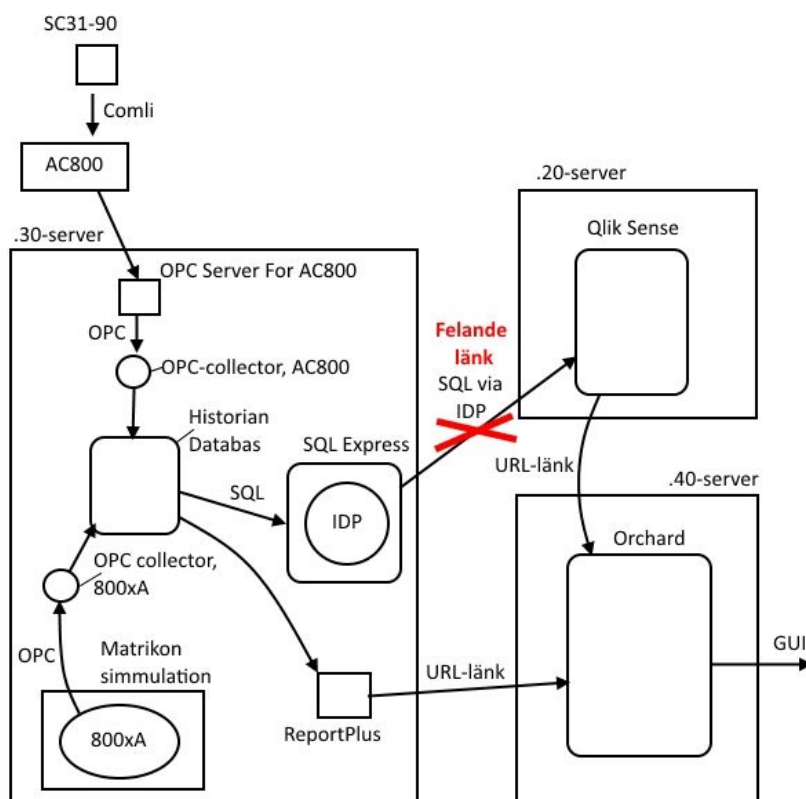 SC31-90
Comli
AC800
.20-server
Qlik Sense
.30-server
OPC Server For AC800
OPC
OPC-collector, AC800
Felande
länk
SQL via
IDP
Historian
Databas
SQL Express
SQL
IDP
URL-länk
.40-server
Orchard
OPC collector,
800xA
OPC
Matrikon
simmulation
800xA
URL-länk
ReportPlus
GUI